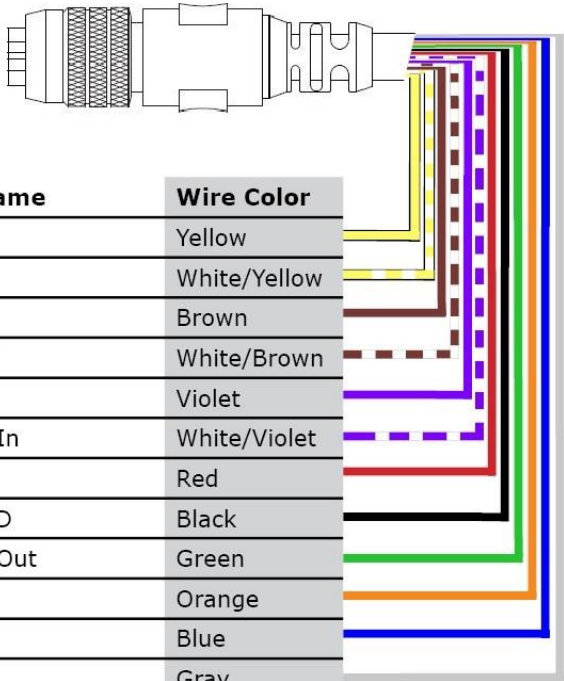 ame Wire Color
Yellow
White/Yellow
Brown
White/Brown
Violet
In White/Violet
Red
D Black
Out Green
Orange
Blue
Gray